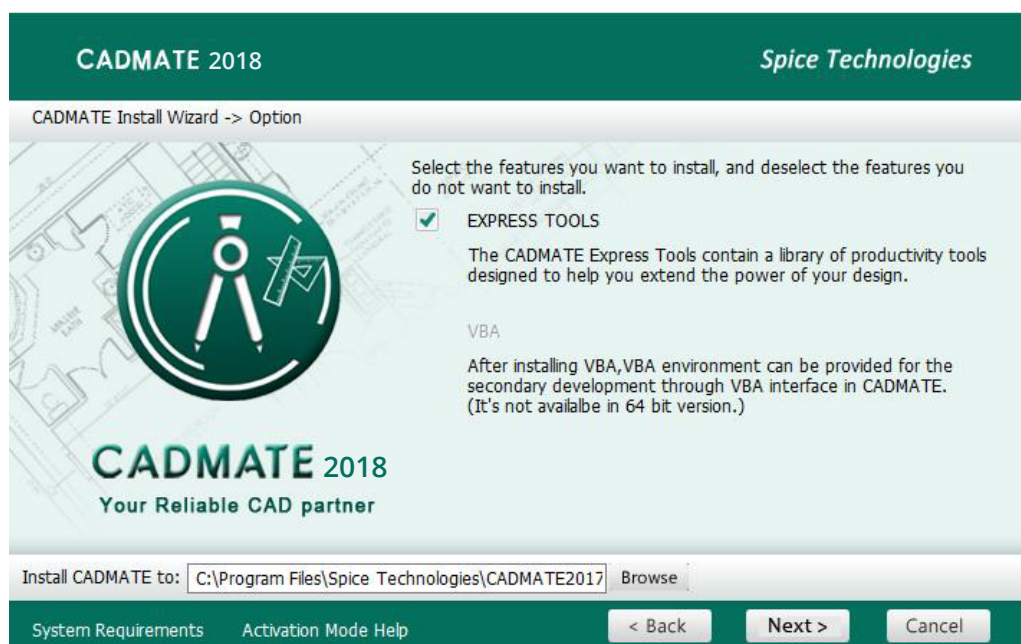 CADMATE 2018
Spice Technologies
CADMATE Install Wizard -> Option
Select the features you want to install, and deselect the features you
do not want to install.
EXPRESS TOOLS
The CADMATE Express Tools contain a library of productivity tools
designed to help you extend the power of your design.
VBA
After installing VBA,VBA environment can be provided for the
secondary development through VBA interface in CADMATE.
(It's not availalbe in 64 bit version.)
CADMATE 2018
Your Reliable CAD partner
Install CADMATE to: C:\Program Files\Spice Technologies\CADMATE2017 Browse
System Requirements Activation Mode Help < Back Next > Cancel